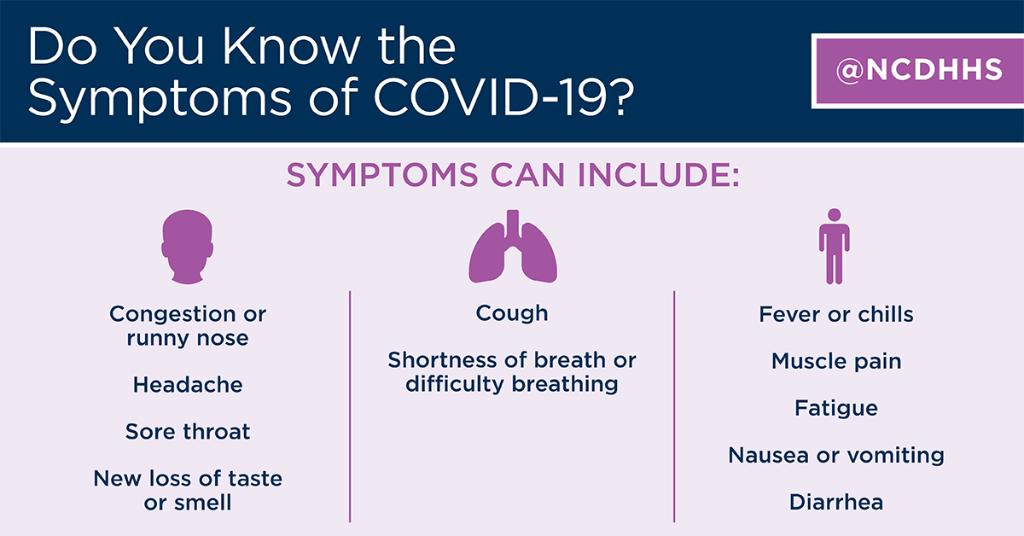 Do You Know the
Symptoms of COVID-19?
@NCDHHS
SYMPTOMS CAN INCLUDE:
Congestion or
runny nose
Headache
Sore throat
New loss of taste
or smell
Cough
Shortness of breath or
difficulty breathing
Fever or chills
Muscle pain
Fatigue
Nausea or vomiting
Diarrhea